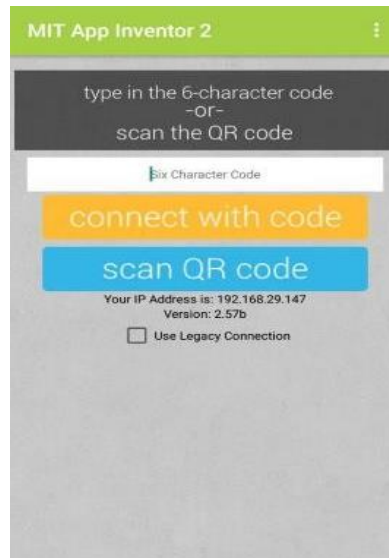 MIT App Inventor 2
type in the 6-character code
-or-
scan the QR code
Six Character Code
connect with code
scan QR code
Your IP Address is: 192.168.29.147
Version: 2.57b
Use Legacy Connection